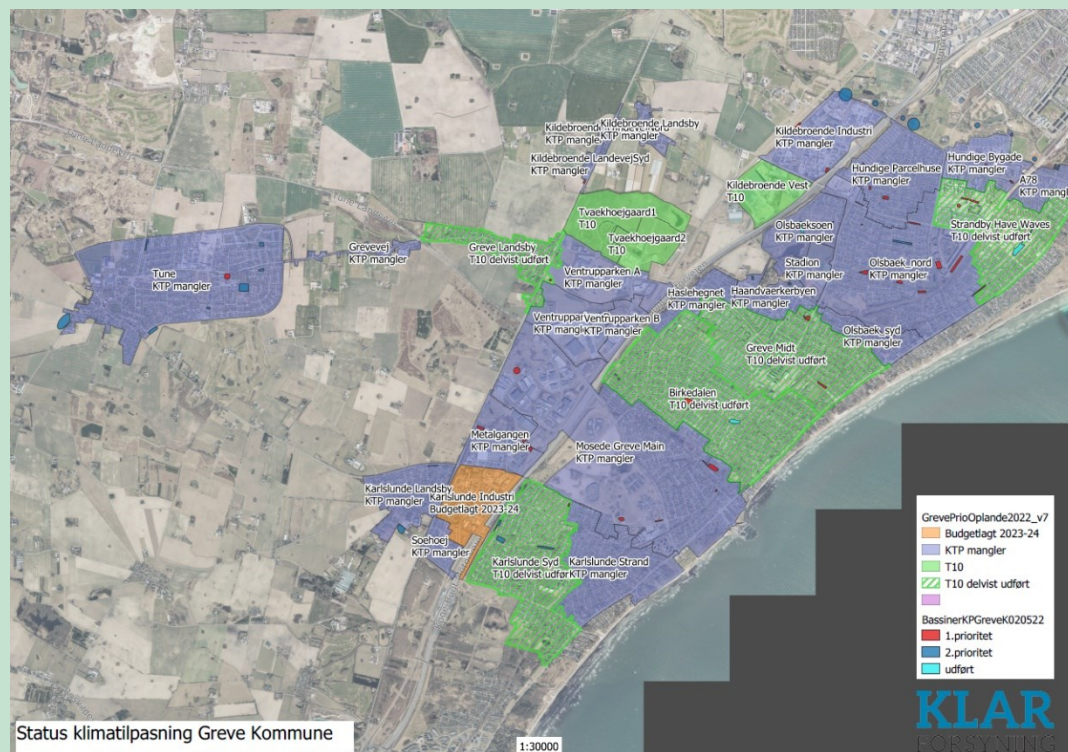 Kildebroende Landsby
KTP mangler
KTP mangler
Kildebroende LandevejSyd
KTP mangler
Kildebroende Industri
KTP mangler
Hundige Parcelhuse
KTP mangler
Hundige Bygade
KTP mangler
A78
KTP mangl
Kildebroende Vest
T10
Strandby Have Waves
T10 delvist udført
Tvaekhoejgaard1
T10
Tvaekhoejgaard2
T10
Olsbaeksoen
KTP mangler
Grevevej
KTP mangler
Greve Landsby
T10 delvist udført
Tune
KTP mangler
Ventrupparken A
KTP mangler
Stadion
KTP mangler
Olsbaek nord
KTP mangler
Haslehegnet
KTP mangler
Haandvaerkerbyen
KTP mangler
Ventruppar
KTP mangl
Ventrupparken B
KTP mangler
Olsbaek syd
KTP mangler
Greve Midt
T10 delvist udført
Birkedalen
T10 delvist udført
Metalgangen
KTP mangler
Mosede Greve Main
KTP mangler
Karlslunde Landsby
KTP mangler
Karlslunde Industri
Budgetlagt 2023-24
Soehoej
KTP mangler
Karlslunde Syd
T10 delvist udfør
Karlslunde Strand
KTP mangler
GrevePrioOplande2022_v7
Budgetlagt 2023-24
KTP mangler
T10
T10 delvist udført
BassinerKPGreveK020522
1.prioritet
2.prioritet
udført
KLAR
FORSYNING
Status klimatilpasning Greve Kommune
1:30000